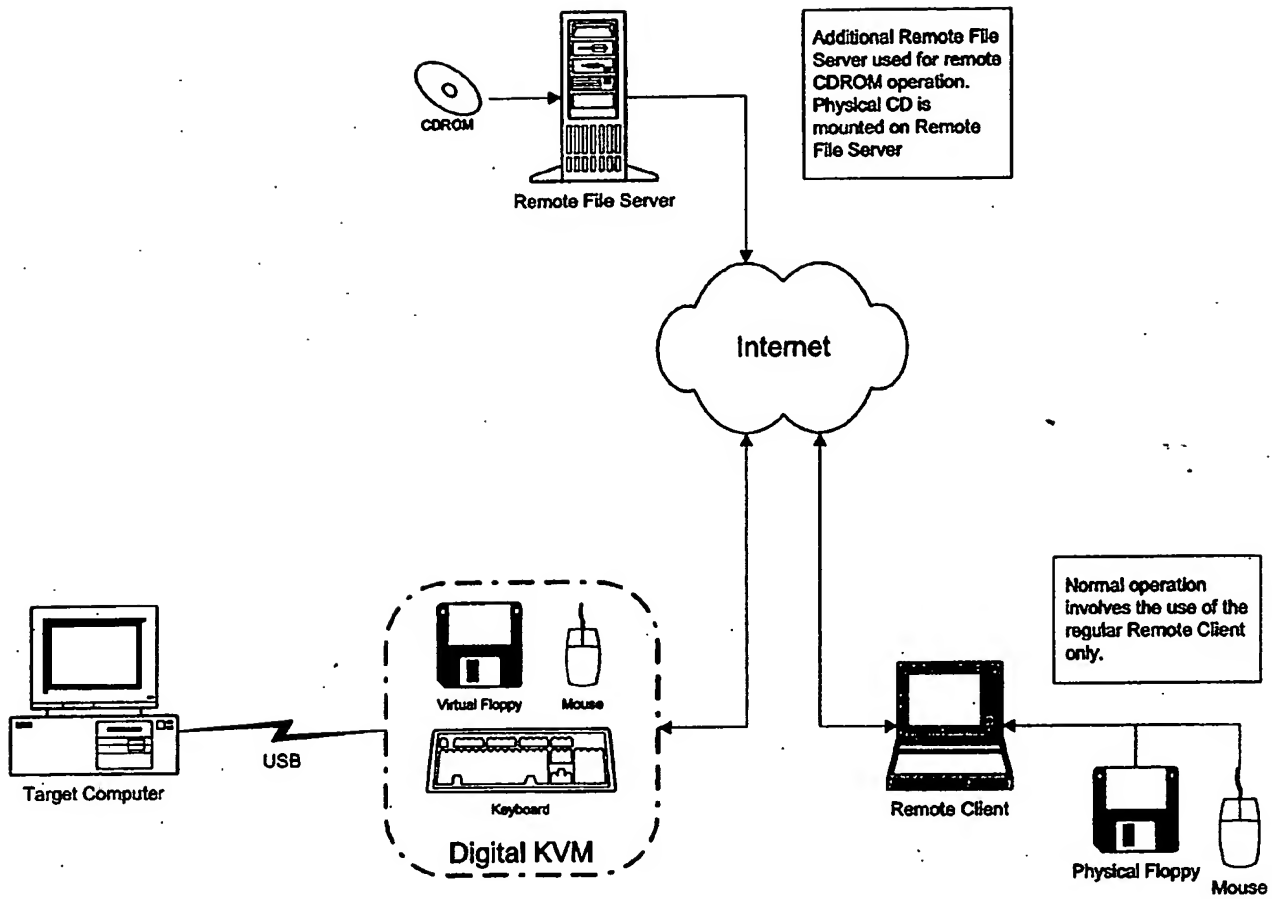 Additional Remote File
Server used for remote
CDROM operation.
Physical CD is
mounted on Remote
File Server
CDROM
Remote File Server
Internet
Normal operation
involves the use of the
regular Remote Client
only.
Virtual Floppy
Mouse
USB
Target Computer
Keyboard
Remote Client
Digital KVM
Physical Floppy
Mouse